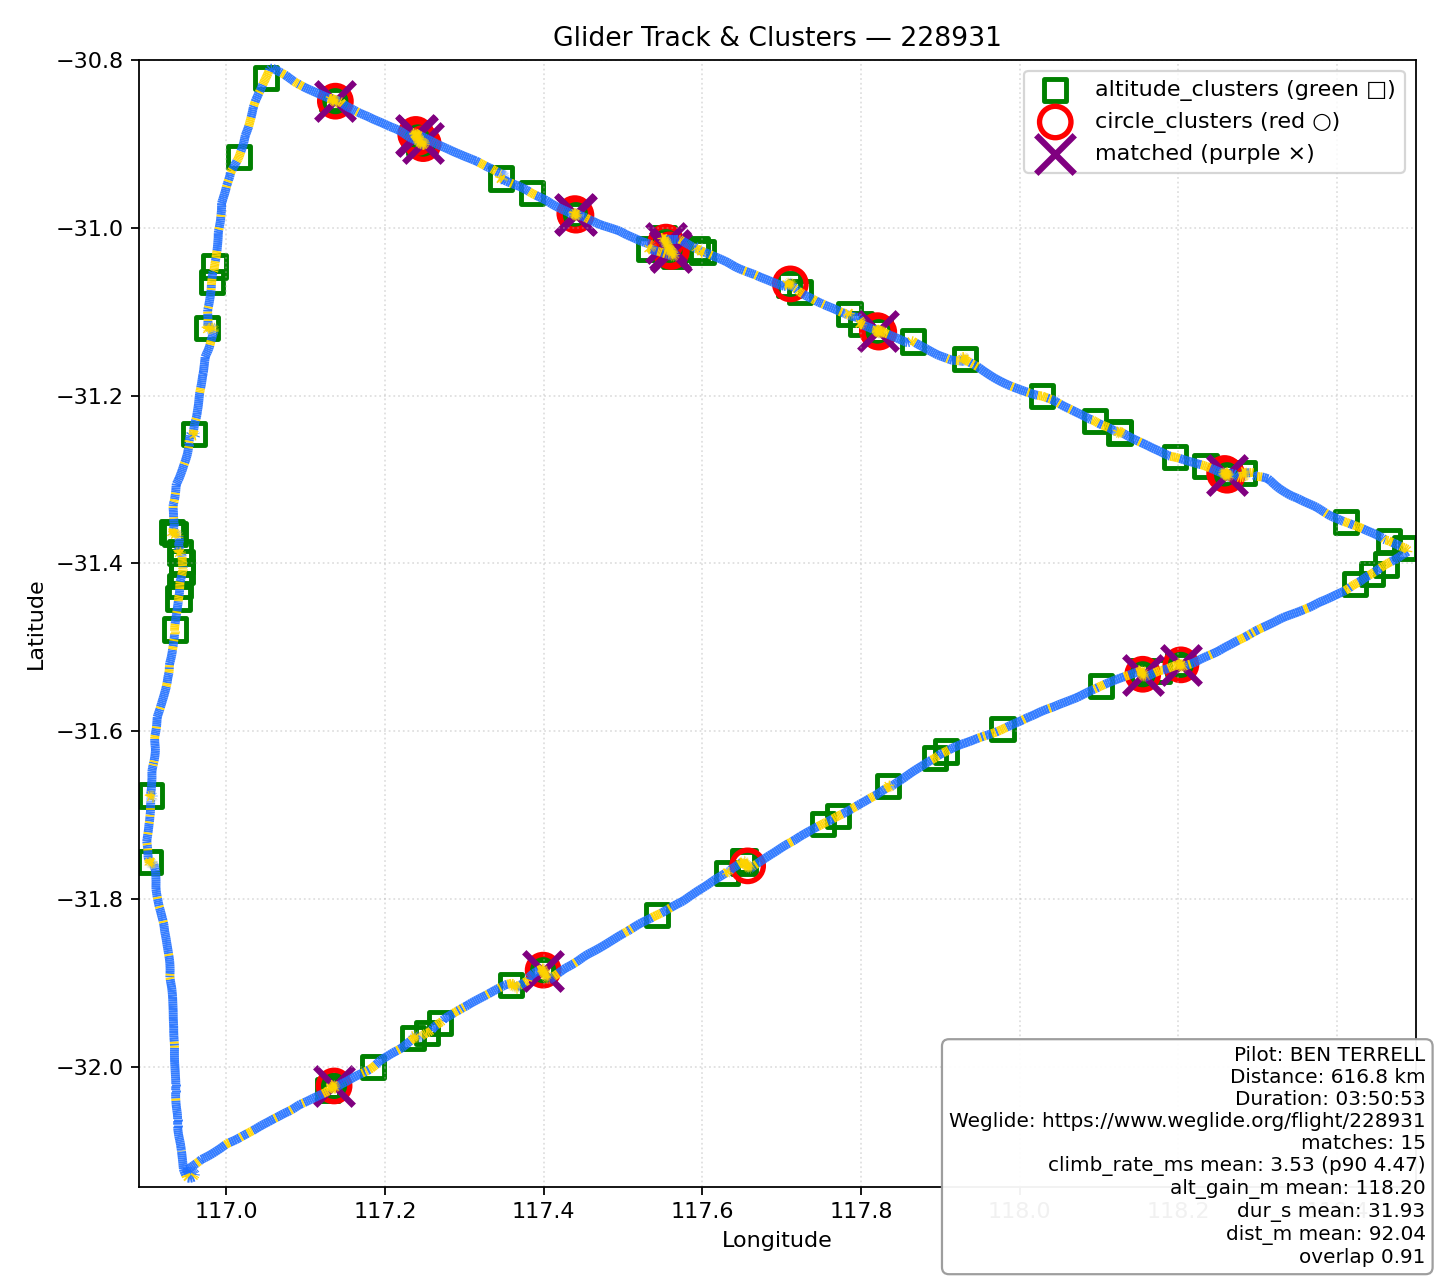 Glider Track & Clusters — 228931
altitude_clusters (green □)
circle_clusters (red ○)
matched (purple ×)
−30.8
−31.0
−31.2
−31.4
−31.6
−31.8
−32.0
Latitude
117.0
117.2
117.4
117.6
117.8
118.0
118.2
Longitude
Pilot: BEN TERRELL
Distance: 616.8 km
Duration: 03:50:53
Weglide: https://www.weglide.org/flight/228931
matches: 15
climb_rate_ms mean: 3.53 (p90 4.47)
alt_gain_m mean: 118.20
dur_s mean: 31.93
dist_m mean: 92.04
overlap 0.91